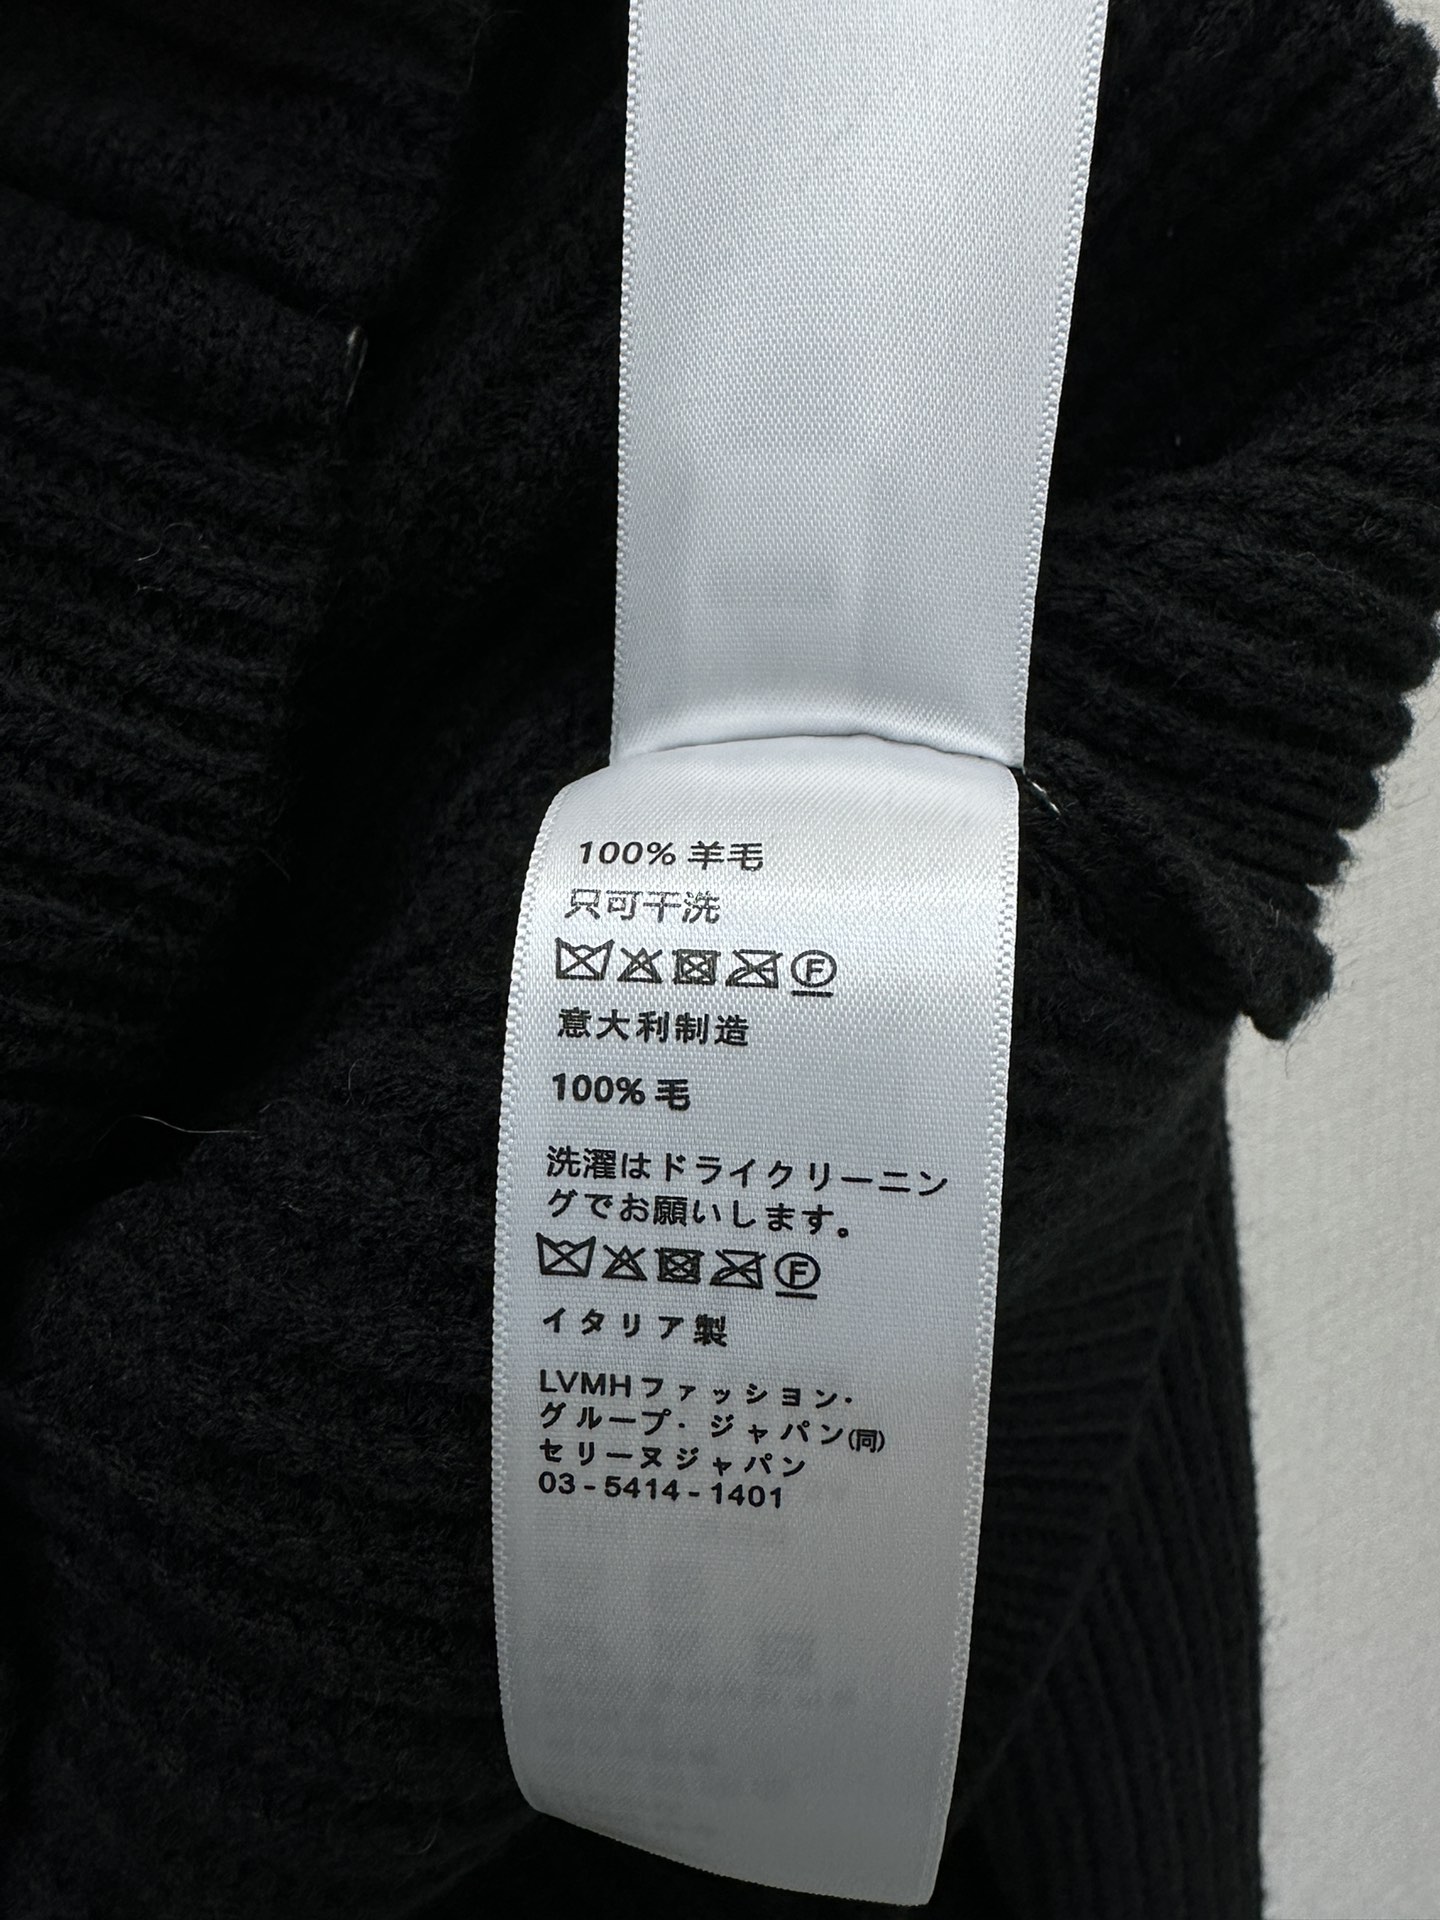 100% 羊毛
只可干洗
F
意大利制造
100% 毛
洗濯はドライクリーニン
グでお願いします。
F
イタリア製
LVMHファッション・
グループ・ジャパン(同)
セリーヌジャパン
03-5414-1401